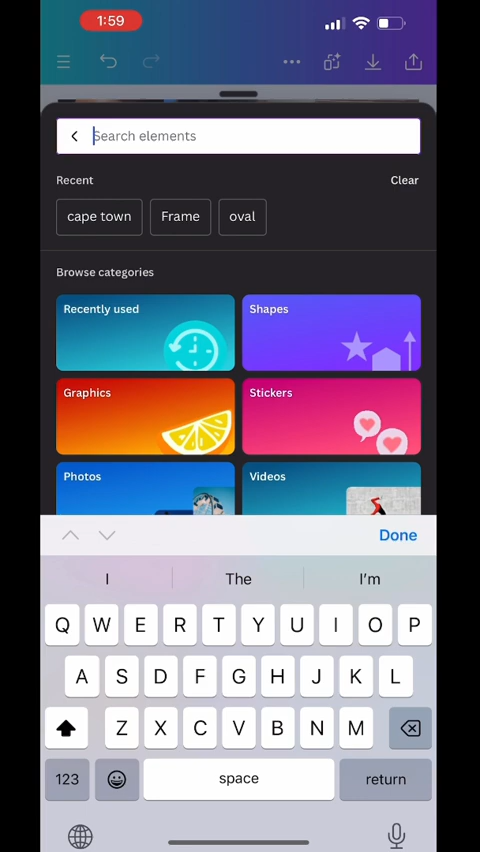 1:59
Search elements
Recent Clear
cape town Frame oval
Browse categories
Recently used Shapes
Graphics Stickers
Photos Videos
Done
I The I'm
Q W E R T Y U I O P
A S D F G H J K L
Z X C V B N M
123 space return